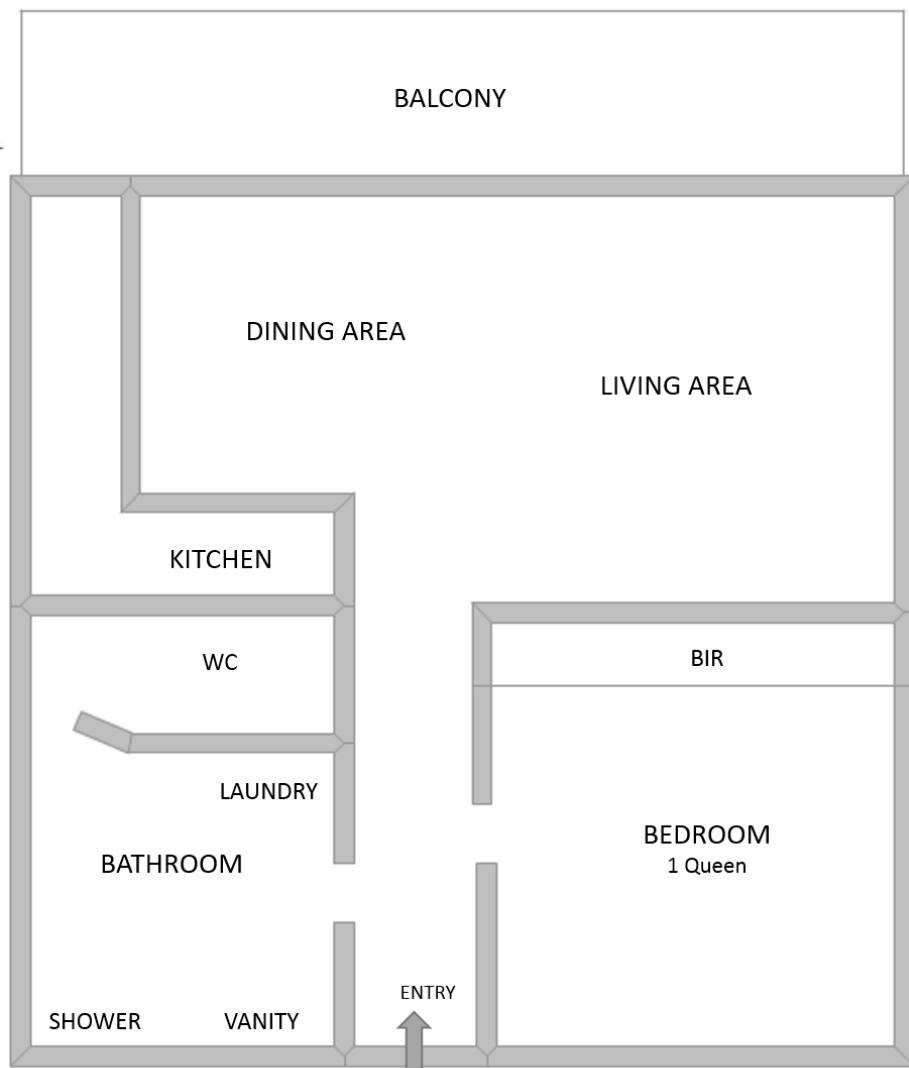 BALCONY
DINING AREA
LIVING AREA
KITCHEN
WC
BIR
LAUNDRY
BEDROOM
1 Queen
BATHROOM
ENTRY
SHOWER
VANITY